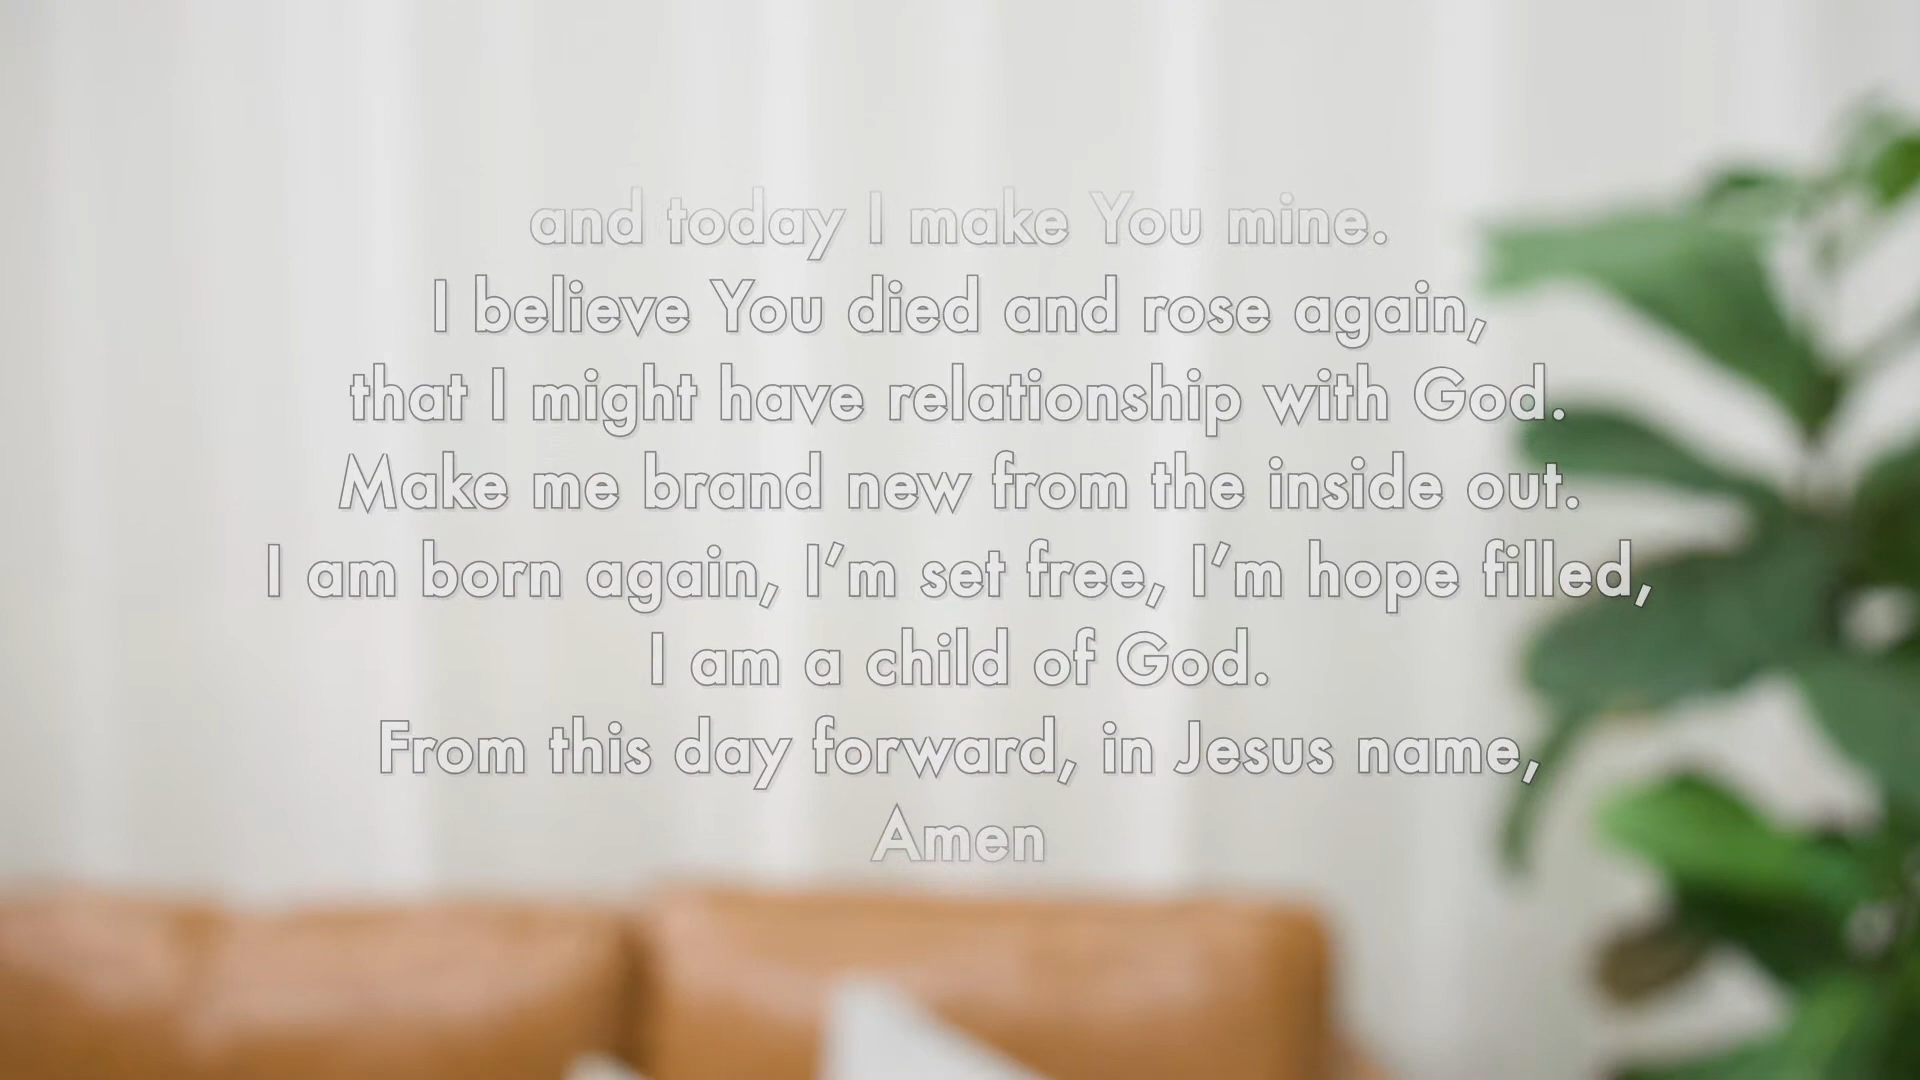 and today I make You mine.
I believe You died and rose again,
that I might have relationship with God.
Make me brand new from the inside out.
I am born again, I’m set free, I’m hope filled,
I am a child of God.
From this day forward, in Jesus name,
Amen